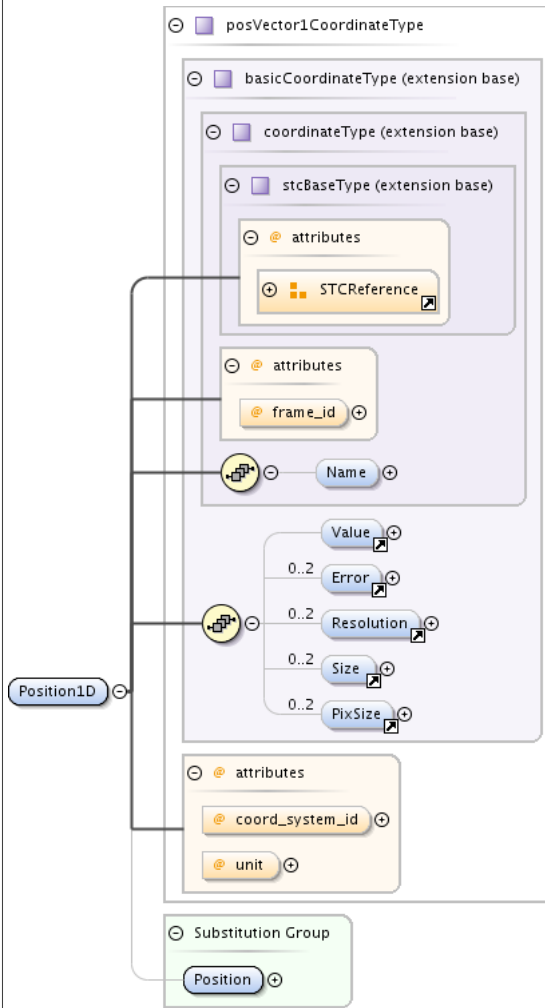 posVector1CoordinateType
basicCoordinateType (extension base)
coordinateType (extension base)
stcBaseType (extension base)
@ attributes
STCReference
@ attributes
@ frame_id
Name
Value
0..2 Error
0..2 Resolution
0..2 Size
0..2 PixSize
Position1D
@ attributes
@ coord_system_id
@ unit
Substitution Group
Position